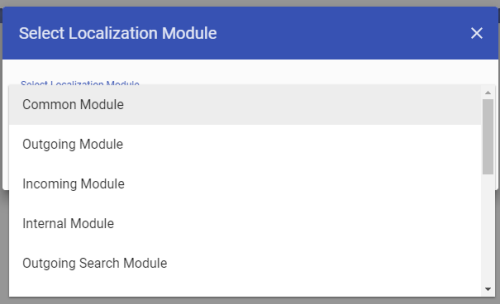 Select Localization Module
Select Localization Module
Common Module
Outgoing Module
Incoming Module
Internal Module
Outgoing Search Module